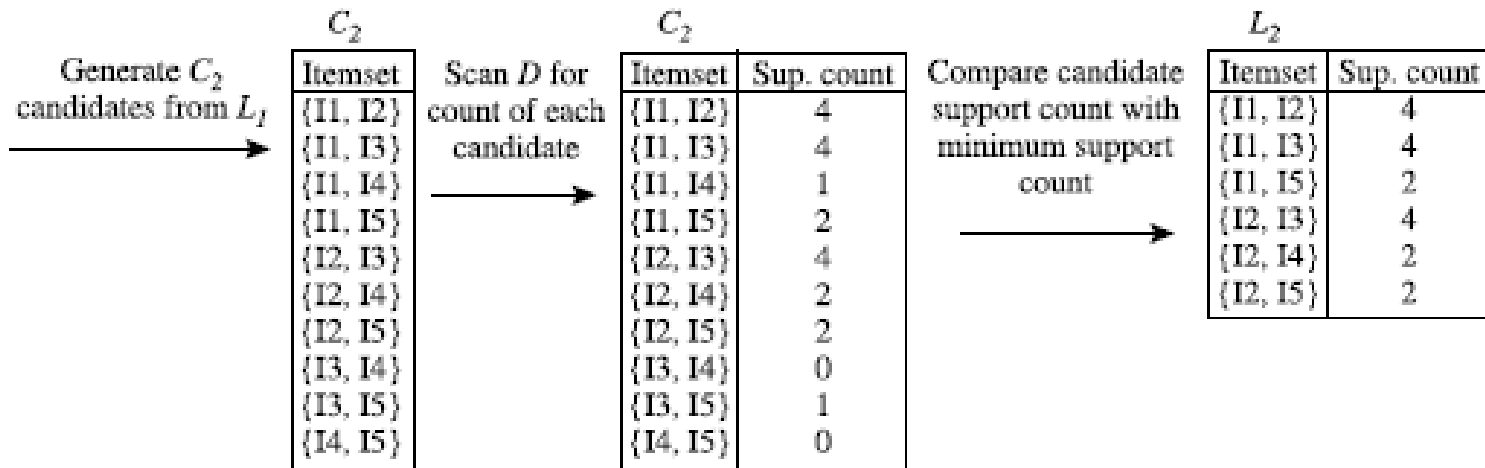 C2
Generate C2
candidates from L1
Itemset
{I1, I2}
{I1, I3}
{I1, I4}
{I1, I5}
{I2, I3}
{I2, I4}
{I2, I5}
{I3, I4}
{I3, I5}
{I4, I5}
Scan D for
count of each
candidate
C2
Itemset Sup. count
{I1, I2} 4
{I1, I3} 4
{I1, I4} 1
{I1, I5} 2
{I2, I3} 4
{I2, I4} 2
{I2, I5} 2
{I3, I4} 0
{I3, I5} 1
{I4, I5} 0
Compare candidate
support count with
minimum support
count
L2
Itemset Sup. count
{I1, I2} 4
{I1, I3} 4
{I1, I5} 2
{I2, I3} 4
{I2, I4} 2
{I2, I5} 2